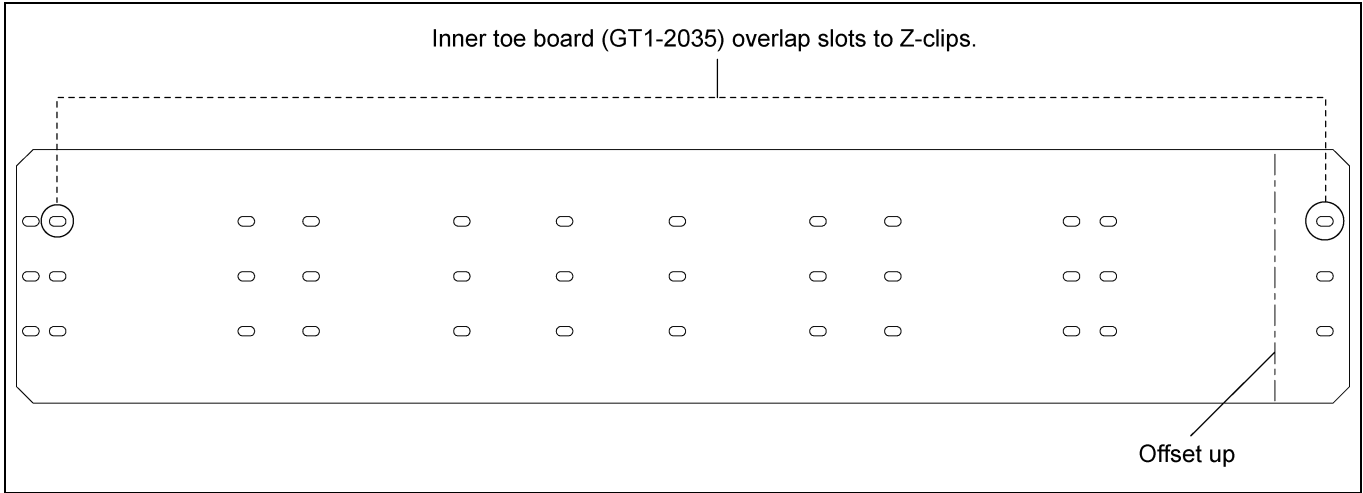 Inner toe board (GT1-2035) overlap slots to Z-clips.
Offset up